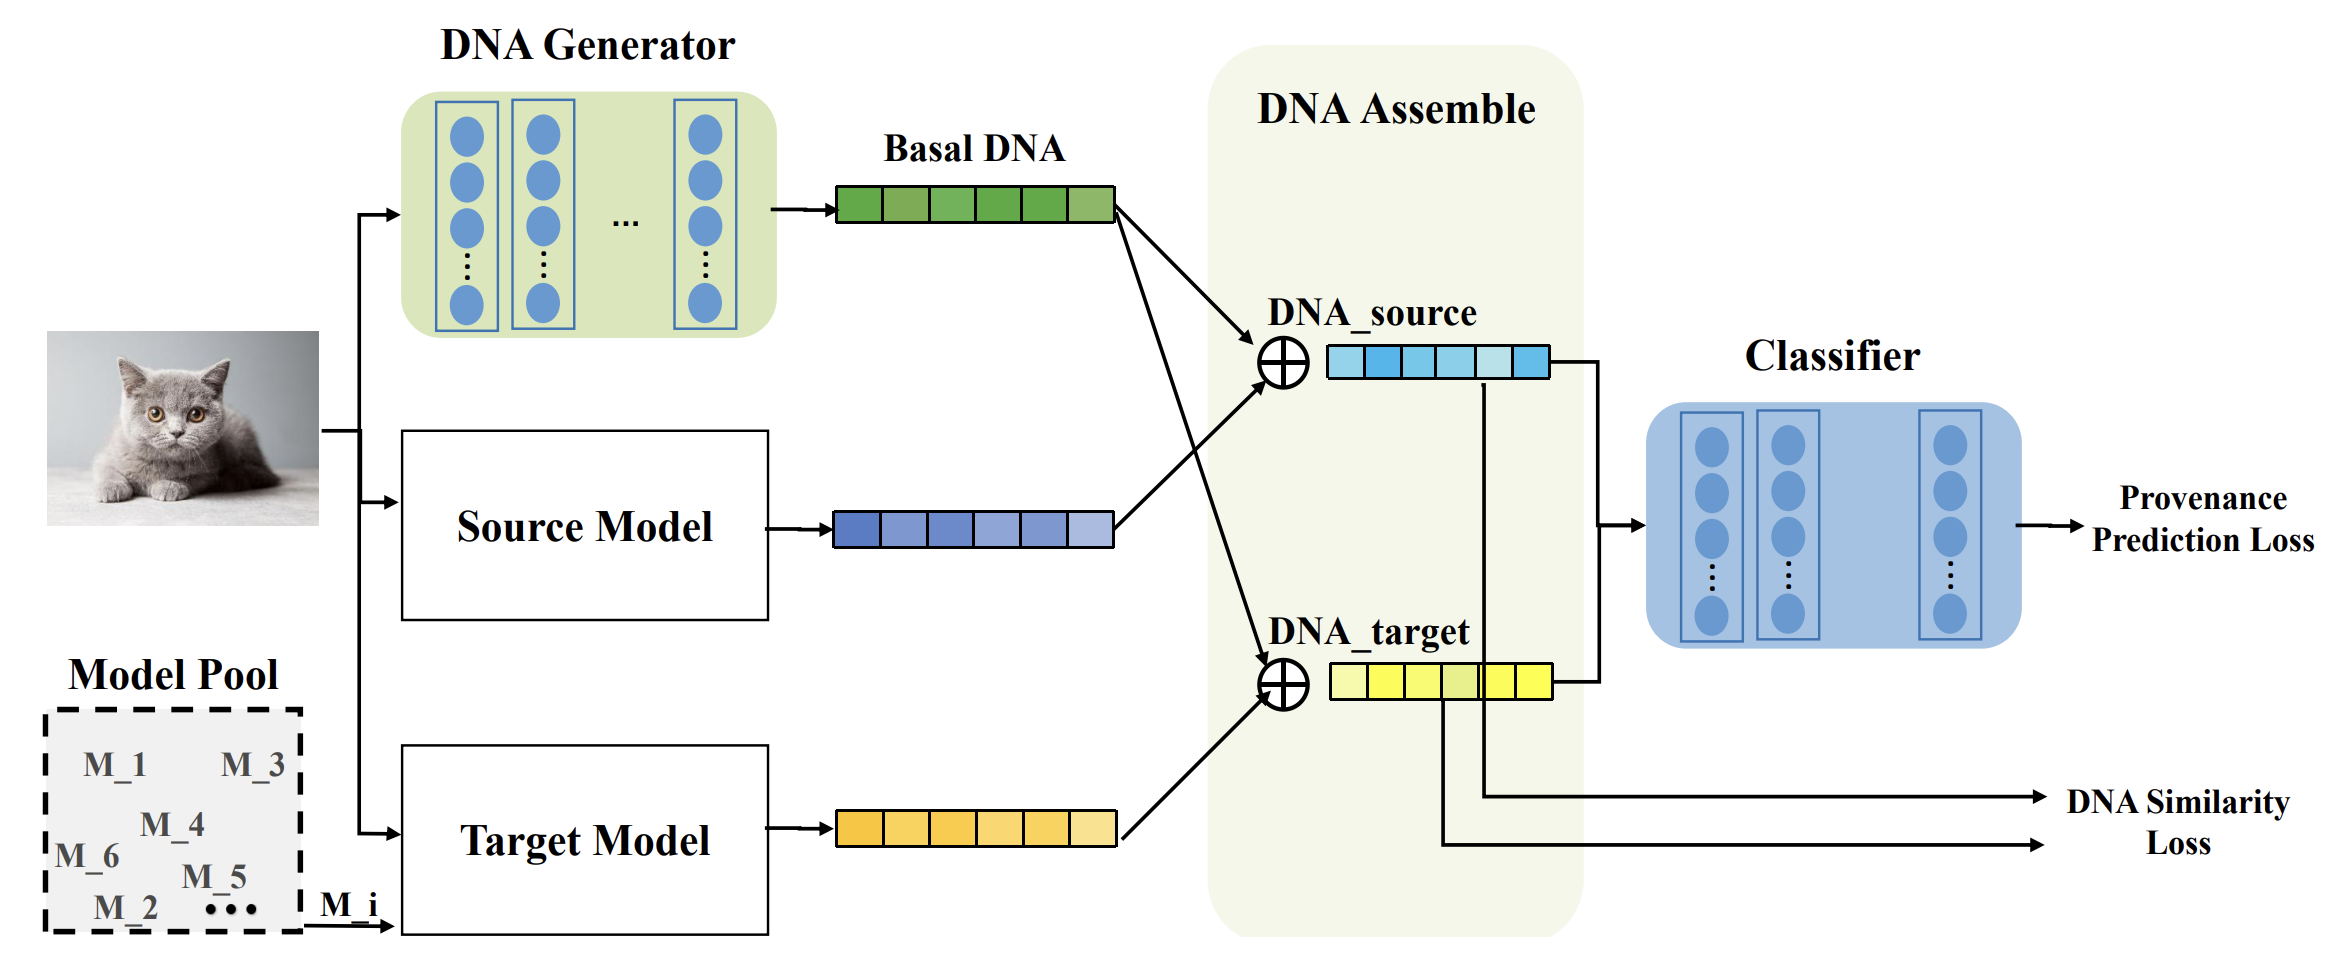 DNA Generator
Basal DNA
DNA Assemble
DNA_source
Classifier
Source Model
Provenance
Prediction Loss
DNA_target
Model Pool
M_1
M_3
M_4
M_6
M_5
M_2
M_i
Target Model
DNA Similarity
Loss